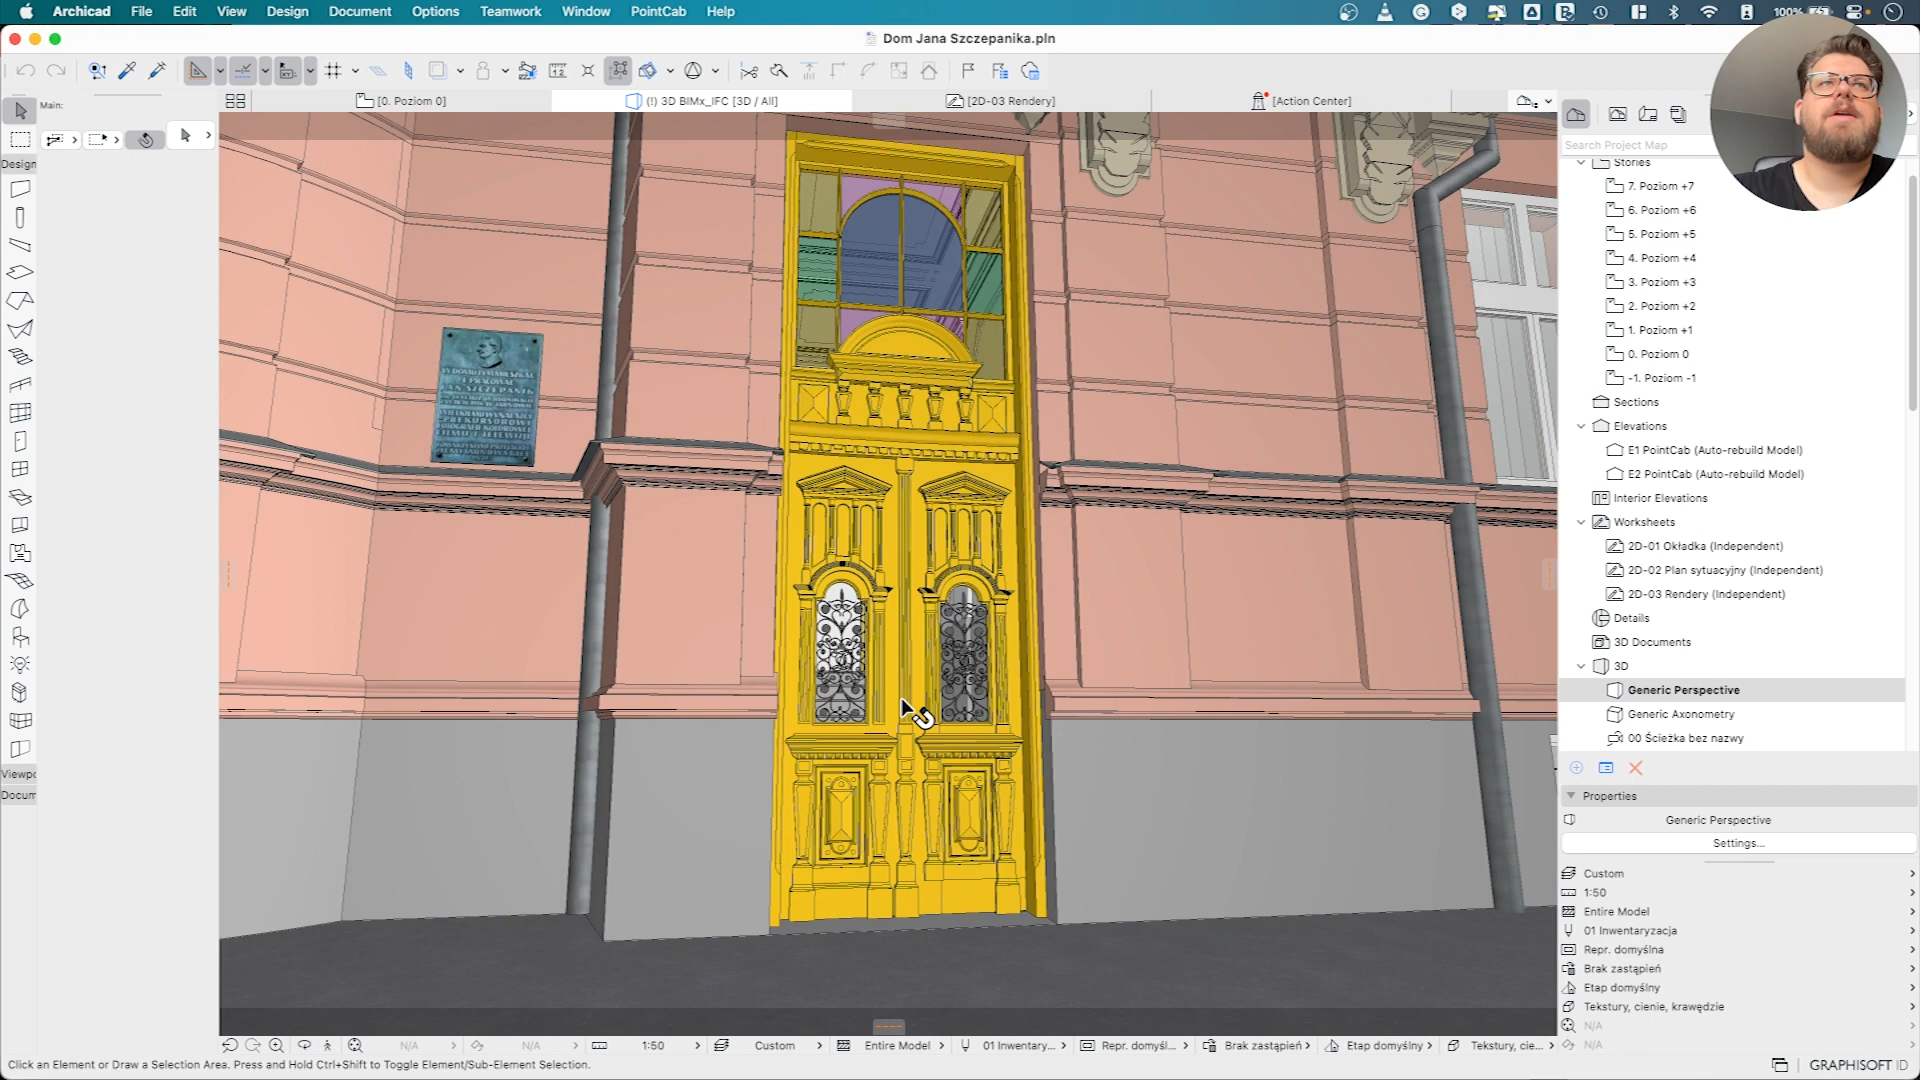 Archicad File Edit View Design Document Options Teamwork Window PointCab Help 100%
Dom Jana Szczepanika.pln
[0. Poziom 0] (!) 3D BIMx_IFC [3D / All] [2D-03 Rendery] [Action Center]
Main:
Search Project Map
Design
Stories
7. Poziom +7
6. Poziom +6
5. Poziom +5
4. Poziom +4
3. Poziom +3
2. Poziom +2
1. Poziom +1
0. Poziom 0
-1. Poziom -1
Sections
Elevations
E1 PointCab (Auto-rebuild Model)
E2 PointCab (Auto-rebuild Model)
Interior Elevations
Worksheets
2D-01 Okładka (Independent)
2D-02 Plan sytuacyjny (Independent)
2D-03 Rendery (Independent)
Details
3D Documents
3D
Generic Perspective
Generic Axonometry
00 Ścieżka bez nazwy
Viewpo
Docum
Properties
Generic Perspective
Settings...
Custom
1:50
Entire Model
01 Inwentaryzacja
Repr. domyślna
Brak zastąpień
Etap domyślny
Tekstury, cienie, krawędzie
N/A
N/A
N/A N/A 1:50 Custom Entire Model 01 Inwentary... Repr. domyśl... Brak zastąpień Etap domyślny Tekstury, cie...
Click an Element or Draw a Selection Area. Press and Hold Ctrl+Shift to Toggle Element/Sub-Element Selection.
GRAPHISOFT ID